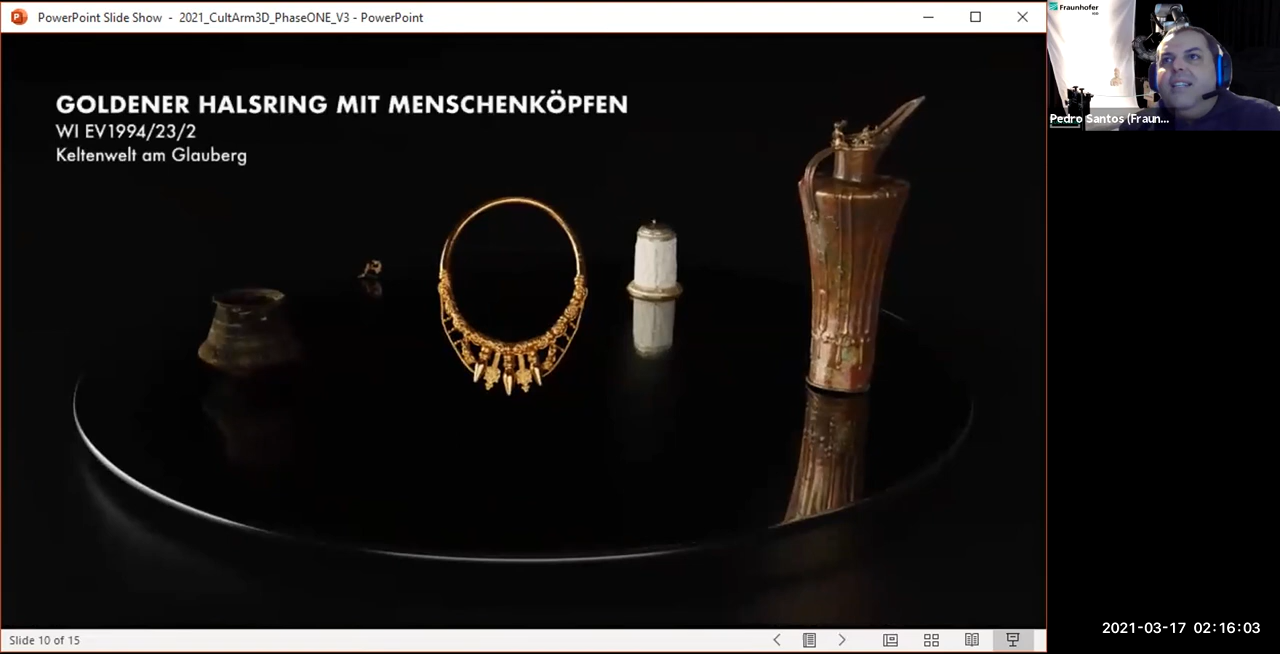 PowerPoint Slide Show - 2021_CultArm3D_PhaseONE_V3 - PowerPoint
Fraunhofer
IGD
Pedro Santos (Fraun...
GOLDENER HALSRING MIT MENSCHENKÖPFEN
WI EV1994/23/2
Keltenwelt am Glauberg
2021-03-17 02:16:03
Slide 10 of 15